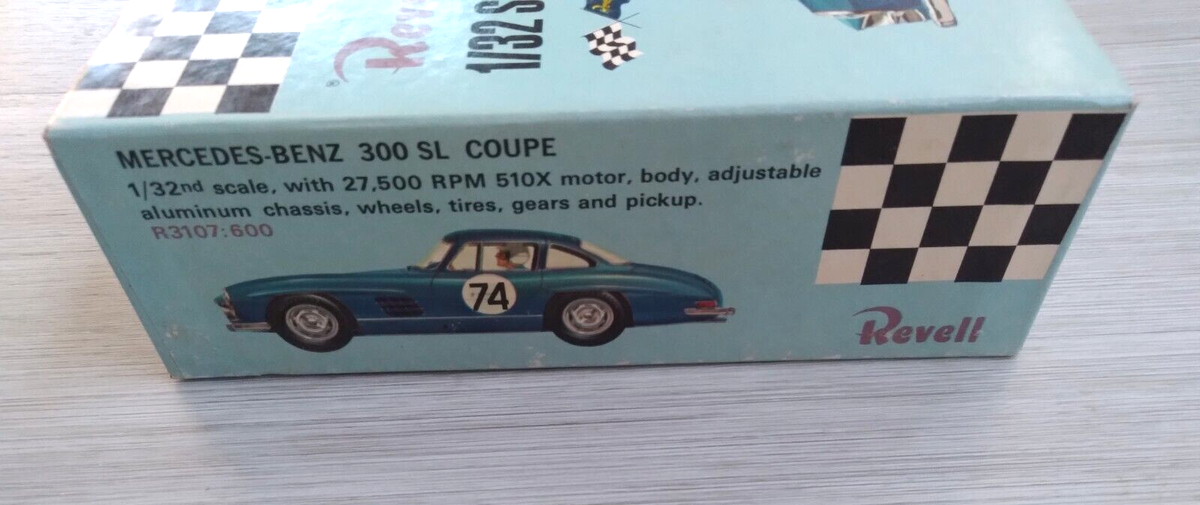 Revell
®
1/32 S
MERCEDES-BENZ 300 SL COUPE
1/32nd scale, with 27,500 RPM 510X motor, body, adjustable
aluminum chassis, wheels, tires, gears and pickup.
R3107:600
74
Revell